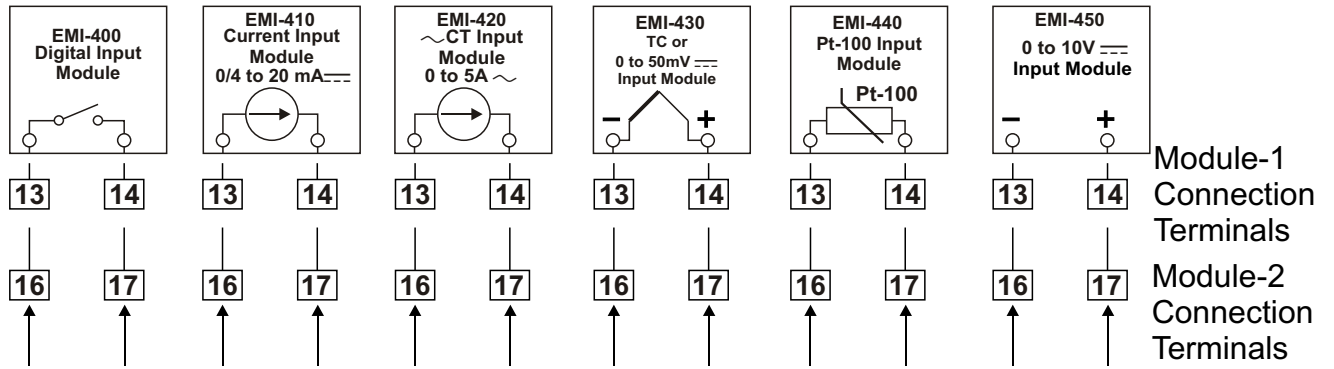 EMI-400
Digital Input
Module
EMI-410
Current Input
Module
0/4 to 20 mA⎓
EMI-420
～CT Input
Module
0 to 5A ～
EMI-430
TC or
0 to 50mV ⎓
Input Module
− +
EMI-440
Pt-100 Input
Module
Pt-100
EMI-450
0 to 10V ⎓
Input Module
− +
13 14 13 14 13 14 13 14 13 14 13 14
Module-1
Connection
Terminals
16 17 16 17 16 17 16 17 16 17 16 17
Module-2
Connection
Terminals